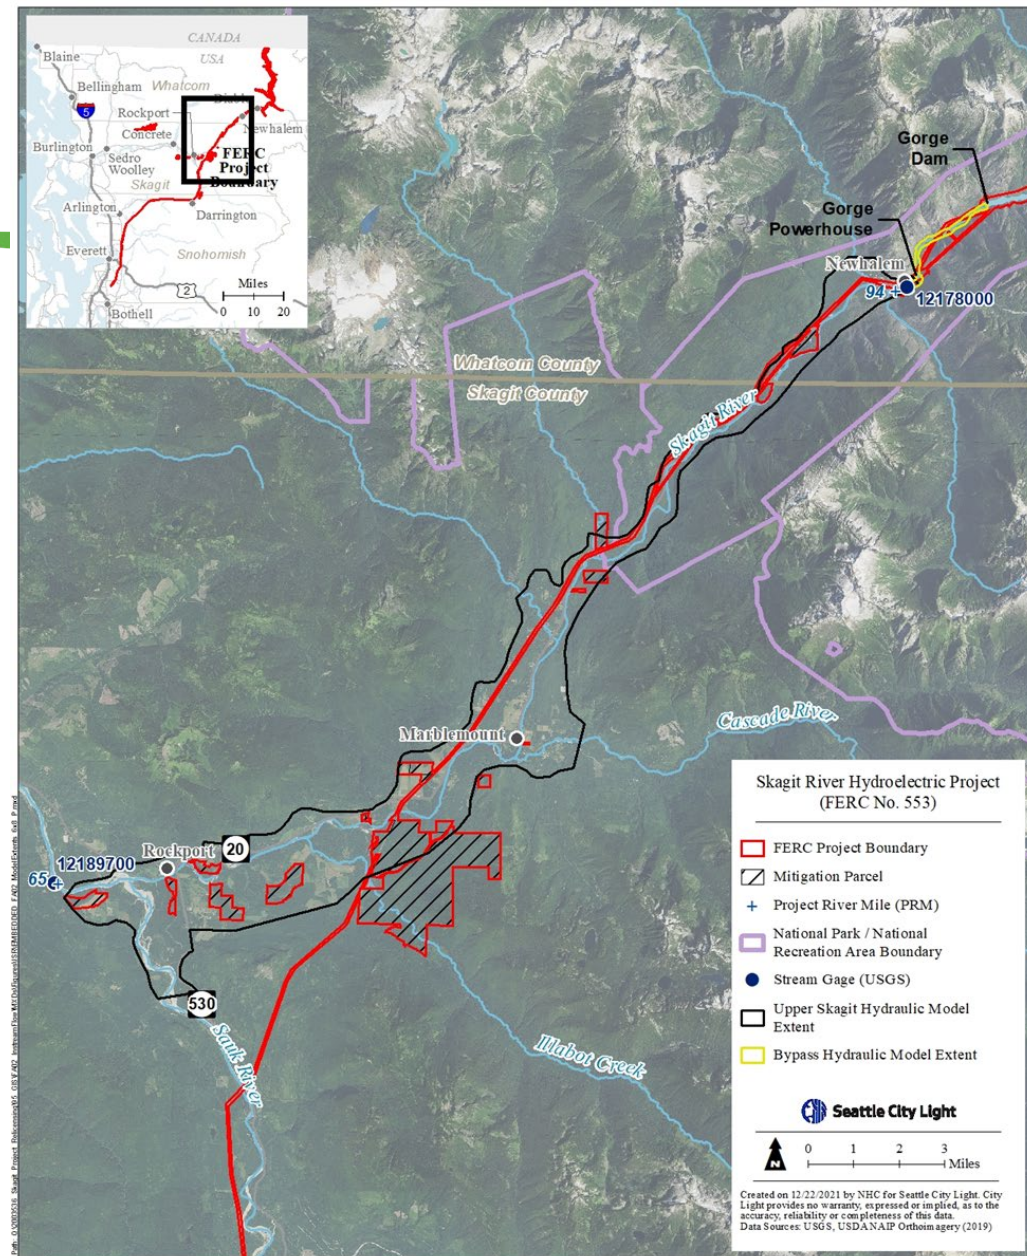 CANADA
USA
Blaine
Whatcom
Bellingham
Diablo
Rockport
5
Newhalem
Concrete
Burlington
FERC
Project
Boundary
Sedro
Woolley
Skagit
Arlington
Darrington
Everett
Snohomish
Miles
2
0 10 20
Bothell
Gorge
Dam
Gorge
Powerhouse
Newhalem
94
12178000
Whatcom County
Skagit County
Skagit River
Marblemount
Cascade River
20
Rockport
12189700
65
530
Sauk River
Illabot Creek
Skagit River Hydroelectric Project
(FERC No. 553)
FERC Project Boundary
Mitigation Parcel
Project River Mile (PRM)
National Park / National
Recreation Area Boundary
Stream Gage (USGS)
Upper Skagit Hydraulic Model
Extent
Bypass Hydraulic Model Extent
Seattle City Light
N
0 1 2 3
Miles
Created on 12/22/2021 by NHC for Seattle City Light. City
Light provides no warranty, expressed or implied, as to the
accuracy, reliability or completeness of this data.
Data Sources: USGS, USDA NAIP Orthoimagery (2019)